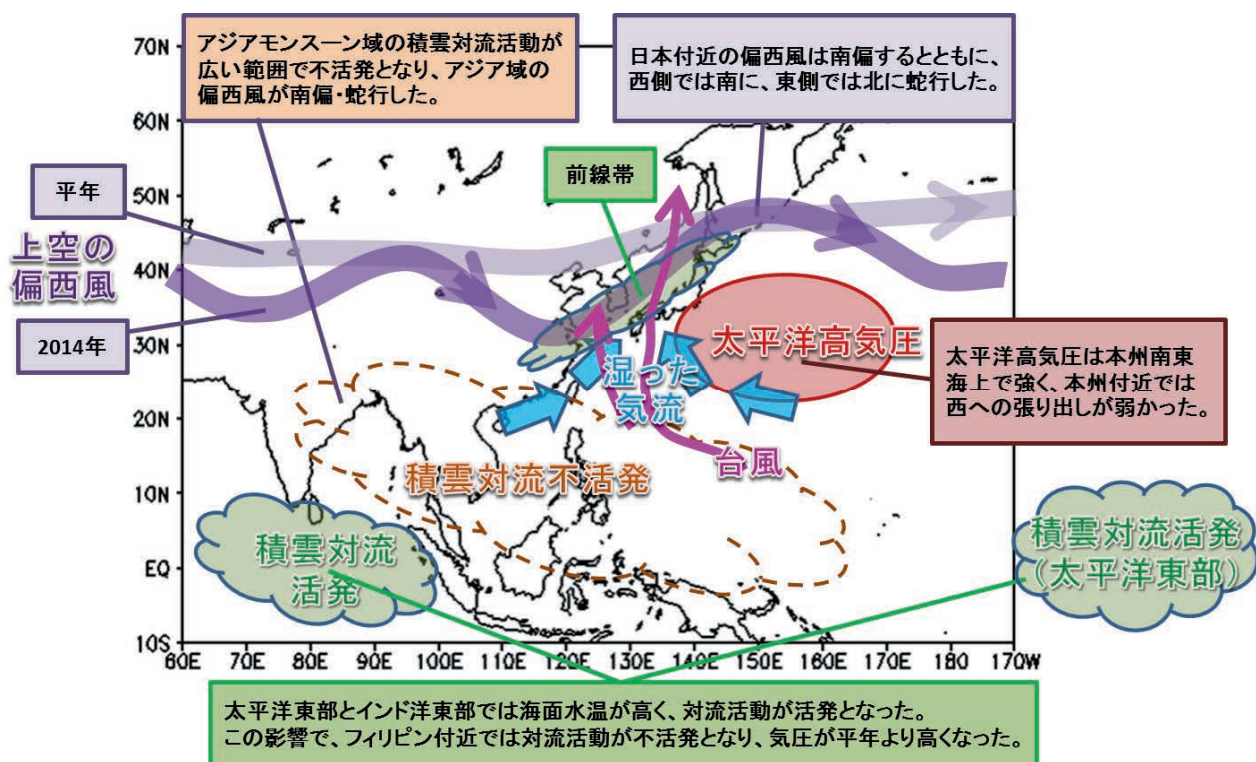 アジアモンスーン域の積雲対流活動が
広い範囲で不活発となり、アジア域の
偏西風が南偏・蛇行した。
日本付近の偏西風は南偏するとともに、
西側では南に、東側では北に蛇行した。
70N
60N
50N
40N
30N
20N
10N
EQ
10S
平年
上空の
偏西風
2014年
前線帯
太平洋高気圧
太平洋高気圧は本州南東
海上で強く、本州付近では
西への張り出しが弱かった。
湿った
気流
台風
積雲対流不活発
積雲対流
活発
積雲対流活発
(太平洋東部)
60E 70E 80E 90E 100E 110E 120E 130E 140E 150E 160E 170E 180 170W
太平洋東部とインド洋東部では海面水温が高く、対流活動が活発となった。
この影響で、フィリピン付近では対流活動が不活発となり、気圧が平年より高くなった。